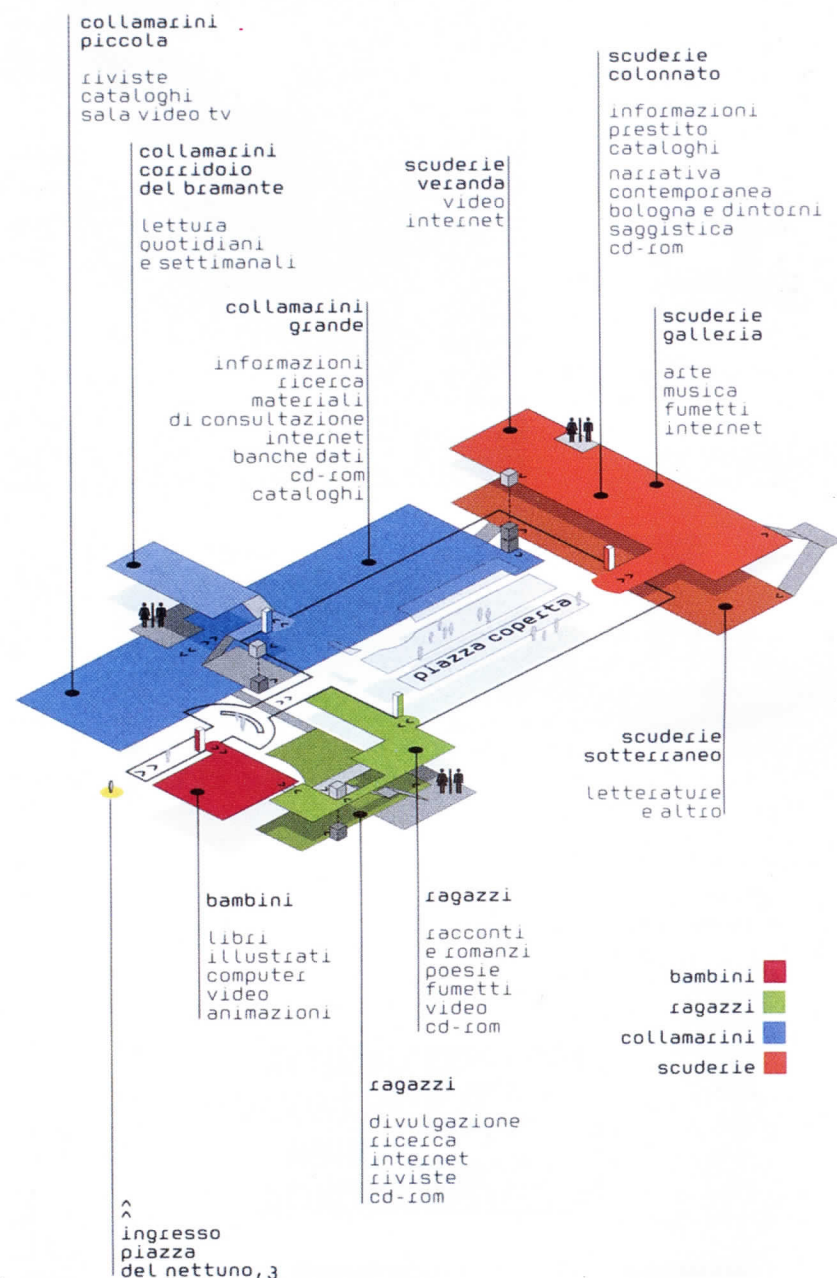 collamarini
piccola
riviste
cataloghi
sala video tv
collamarini
corridoio
del bramante
lettura
quotidiani
e settimanali
collamarini
grande
informazioni
ricerca
materiali
di consultazione
internet
banche dati
cd-rom
cataloghi
scuderie
veranda
video
internet
scuderie
colonnato
informazioni
prestito
cataloghi
narrativa
contemporanea
bologna e dintorni
saggistica
cd-rom
scuderie
galleria
arte
musica
fumetti
internet
piazza coperta
scuderie
sotterraneo
letterature
e altro
bambini
libri
illustrati
computer
video
animazioni
ragazzi
racconti
e romanzi
poesie
fumetti
video
cd-rom
ragazzi
divulgazione
ricerca
internet
riviste
cd-rom
bambini
ragazzi
collamarini
scuderie
ingresso
piazza
del nettuno, 3